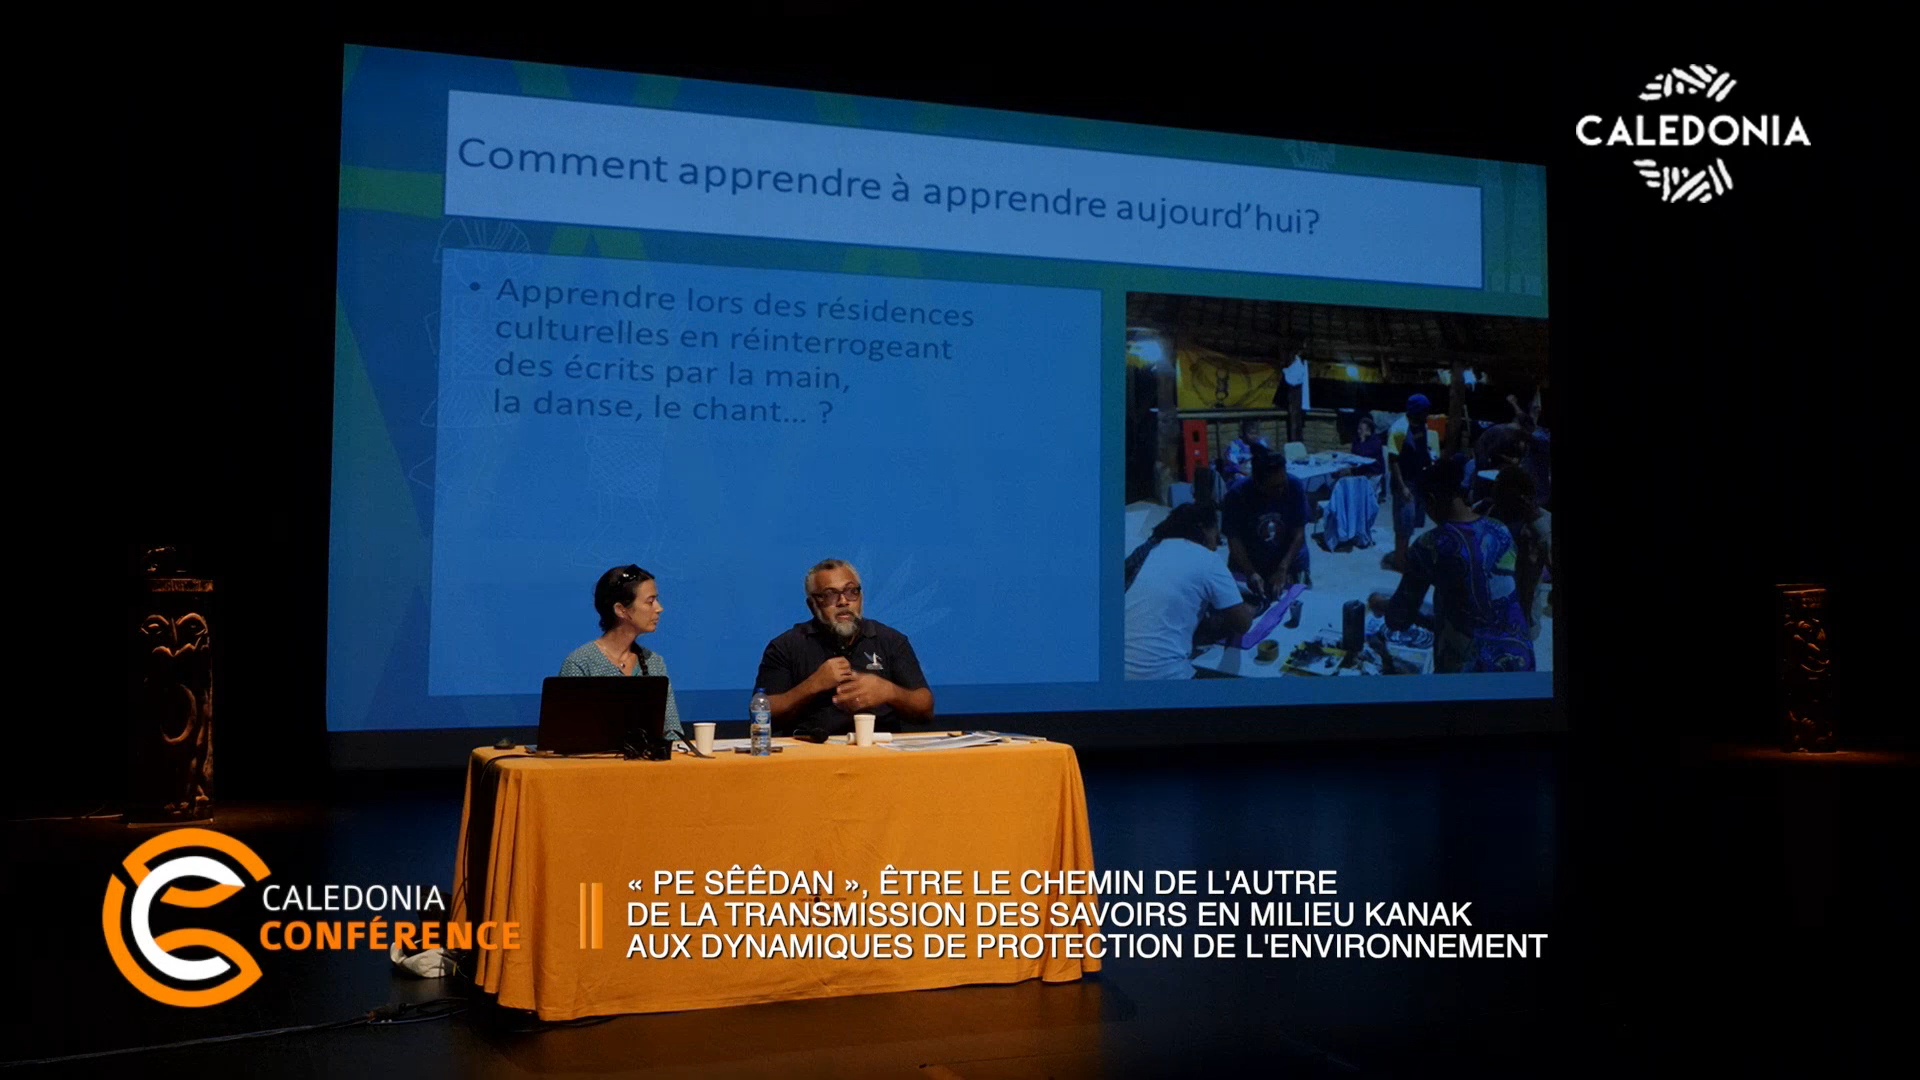 CALEDONIA
Comment apprendre à apprendre aujourd'hui?
• Apprendre lors des résidences
culturelles en réinterrogeant
des écrits par la main,
la danse, le chant... ?
CALEDONIA
CONFÉRENCE
« PE SÊÊDAN », ÊTRE LE CHEMIN DE L'AUTRE
DE LA TRANSMISSION DES SAVOIRS EN MILIEU KANAK
AUX DYNAMIQUES DE PROTECTION DE L'ENVIRONNEMENT